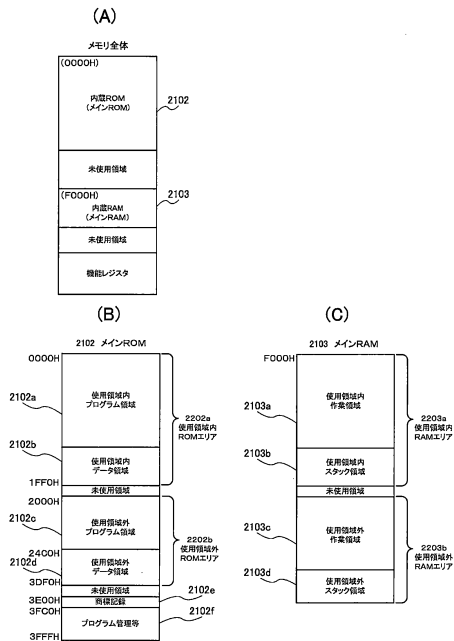 (A)
メモリ全体
(0000H)
内蔵ROM
(メインROM)
2102
未使用領域
(F000H)
2103
内蔵RAM
(メインRAM)
未使用領域
機能レジスタ
(B)
2102 メインROM
0000H
使用領域内
プログラム領域
2102a
2202a
使用領域内
ROMエリア
2102b
使用領域内
データ領域
1FF0H
未使用領域
2000H
2102c
使用領域外
プログラム領域
2202b
使用領域外
ROMエリア
24C0H
2102d
使用領域外
データ領域
3DF0H
未使用領域
2102e
3E00H
商標記録
3FC0H
2102f
プログラム管理等
3FFFH
(C)
2103 メインRAM
F000H
使用領域内
作業領域
2103a
2203a
使用領域内
RAMエリア
2103b
使用領域内
スタック領域
未使用領域
使用領域外
作業領域
2103c
2203b
使用領域外
RAMエリア
2103d
使用領域外
スタック領域